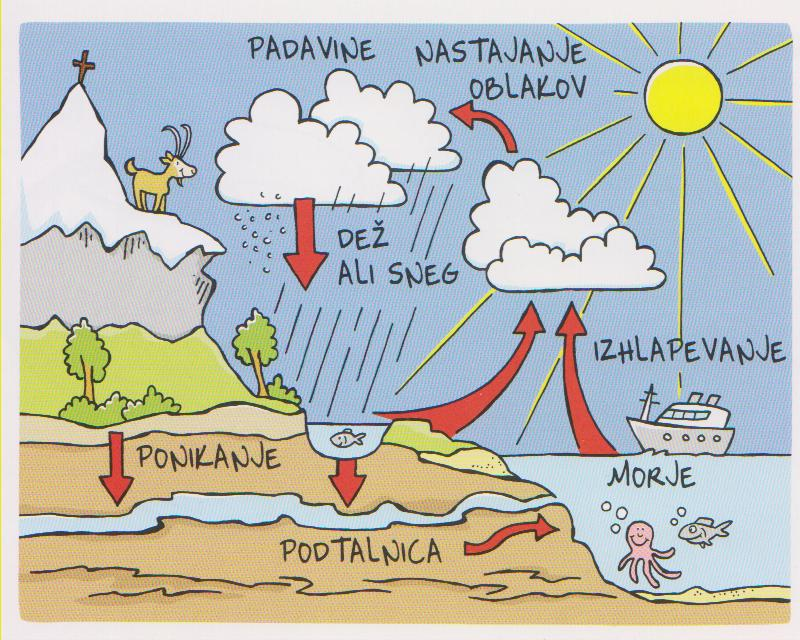 PADAVINE
NASTAJANJE
OBLAKOV
DEŽ
ALI SNEG
IZHLAPEVANJE
PONIKANJE
MORJE
PODTALNICA